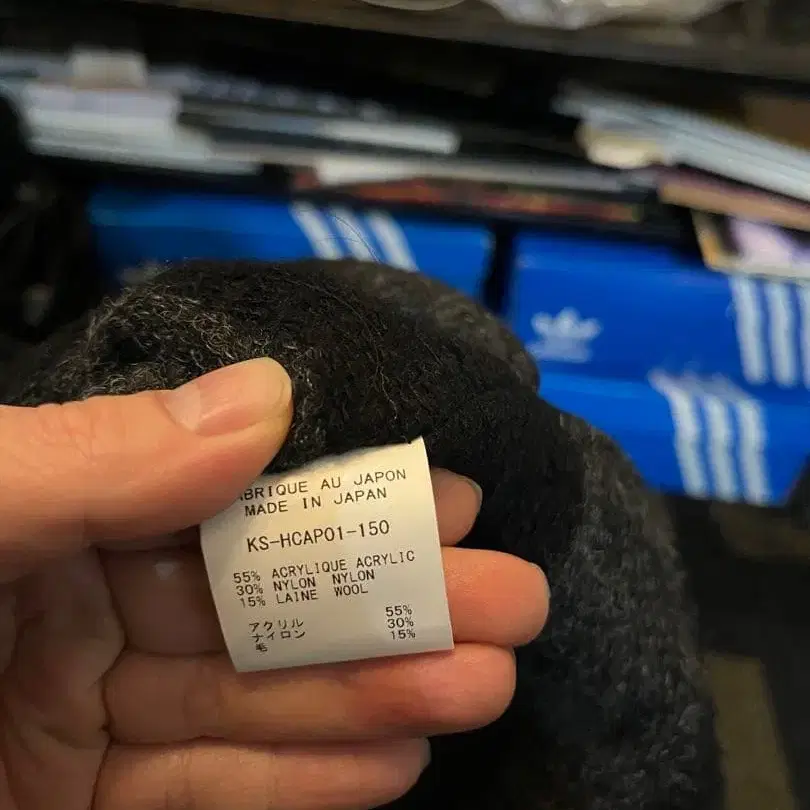 BRIQUE AU JAPON
MADE IN JAPAN
KS-HCAP01-150
55% ACRYLIQUE ACRYLIC
30% NYLON NYLON
15% LAINE WOOL
アクリル 55%
ナイロン 30%
毛 15%